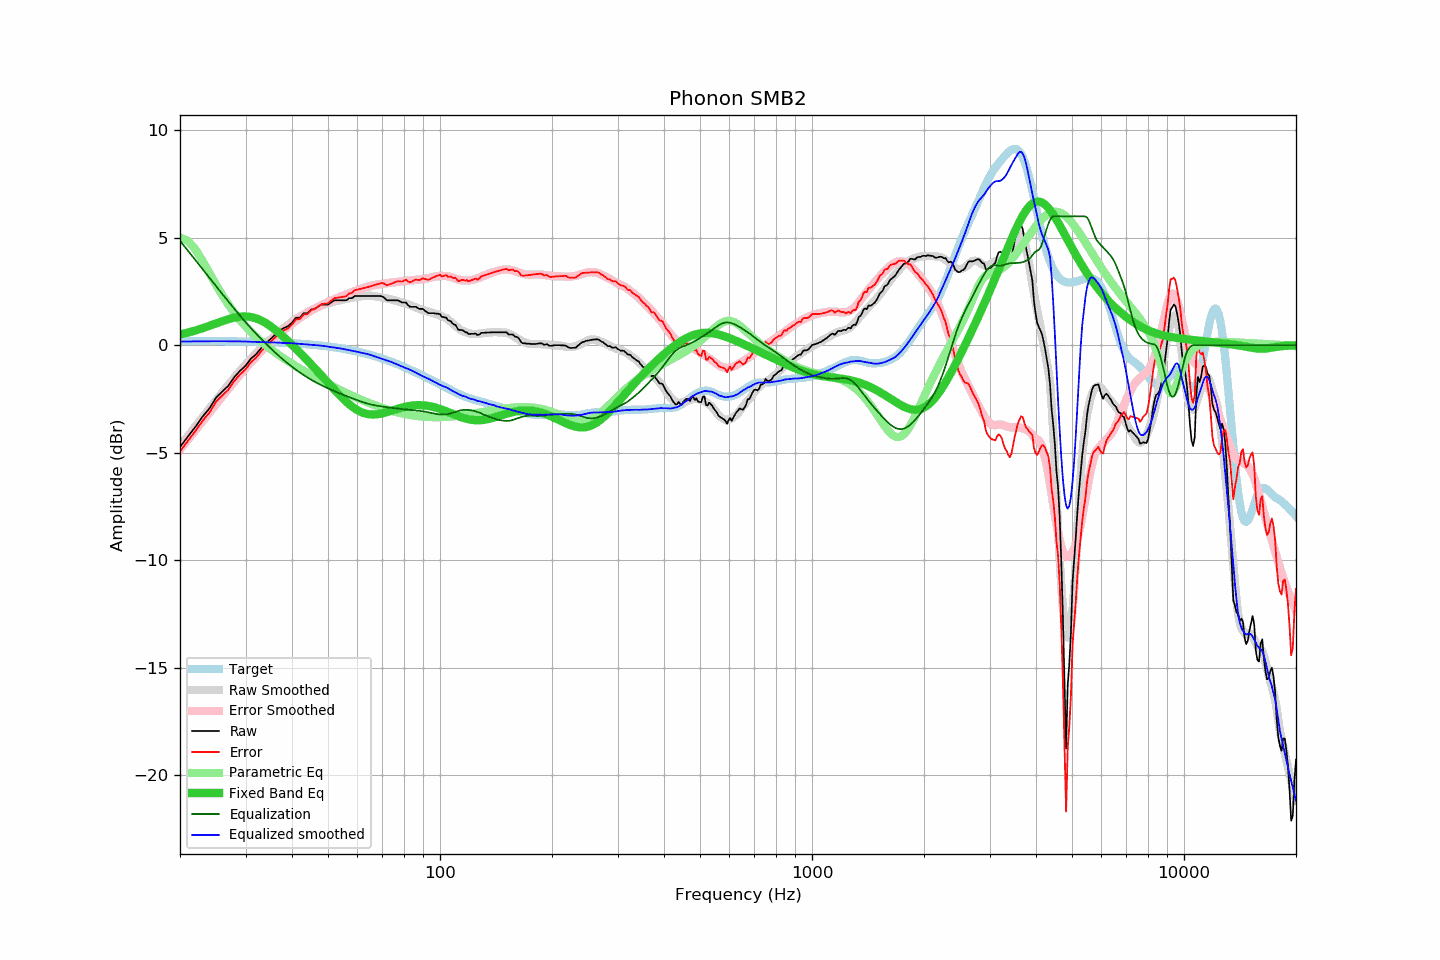 Phonon SMB2
10
5
0
−5
−10
−15
−20
Amplitude (dBr)
Target
Raw Smoothed
Error Smoothed
Raw
Error
Parametric Eq
Fixed Band Eq
Equalization
Equalized smoothed
100
1000
10000
Frequency (Hz)